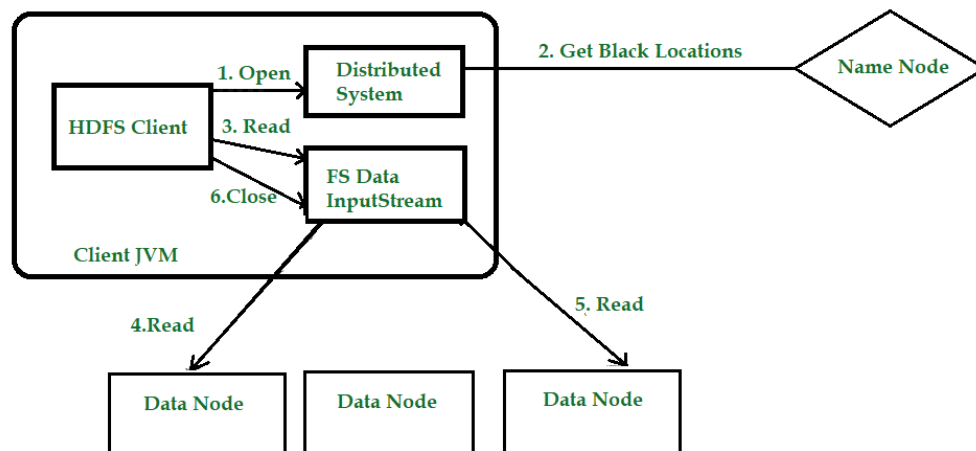 2. Get Black Locations
Name Node
1. Open
Distributed
System
HDFS Client
3. Read
FS Data
InputStream
6.Close
Client JVM
4.Read
5. Read
Data Node
Data Node
Data Node